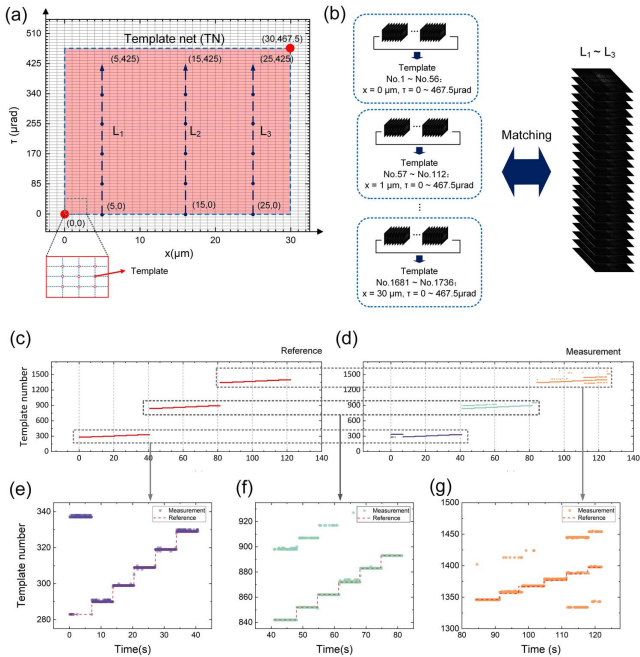 (a)
Template net (TN)
(30,467.5)
(5,425)
(15,425)
(25,425)
510
425
340
255
170
85
0
τ (μrad)
L1
L2
L3
(5,0)
(15,0)
(25,0)
(0,0)
0
10
20
30
x(μm)
Template
(b)
Template
No.1 ~ No.56:
x = 0 μm, τ = 0 ~ 467.5μrad
Template
No.57 ~ No.112:
x = 1 μm, τ = 0 ~ 467.5μrad
Template
No.1681 ~ No.1736:
x = 30 μm, τ = 0 ~ 467.5μrad
Matching
L1 ~ L3
(c)
Reference
1500
1200
900
600
300
0
Template number
0 20 40 60 80 100 120 140
(d)
Measurement
1500
1200
900
600
300
0
0 20 40 60 80 100 120 140
(e)
Measurement
Reference
340
320
300
280
Template number
0 10 20 30 40
Time(s)
(f)
Measurement
Reference
920
900
880
860
840
40 50 60 70 80
Time(s)
(g)
Measurement
Reference
1500
1450
1400
1350
1300
80 90 100 110 120
Time (s)